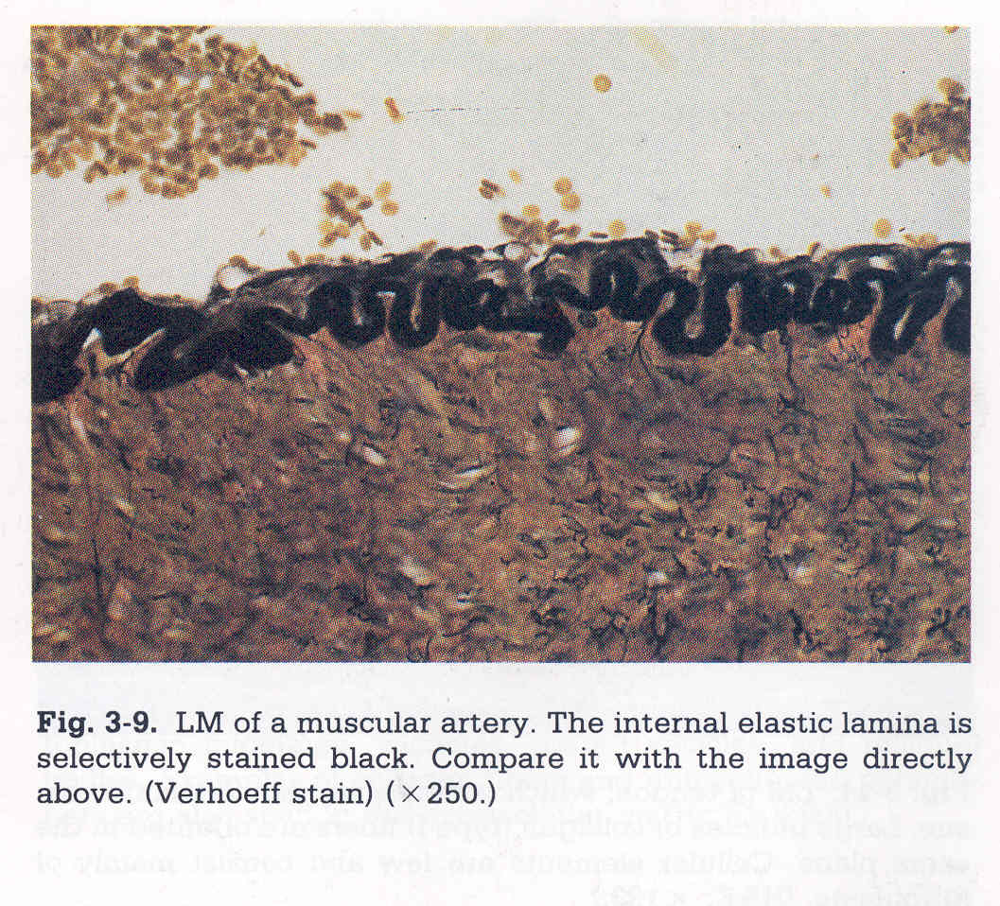 Fig. 3-9. LM of a muscular artery. The internal elastic lamina is
selectively stained black. Compare it with the image directly
above. (Verhoeff stain) (×250.)